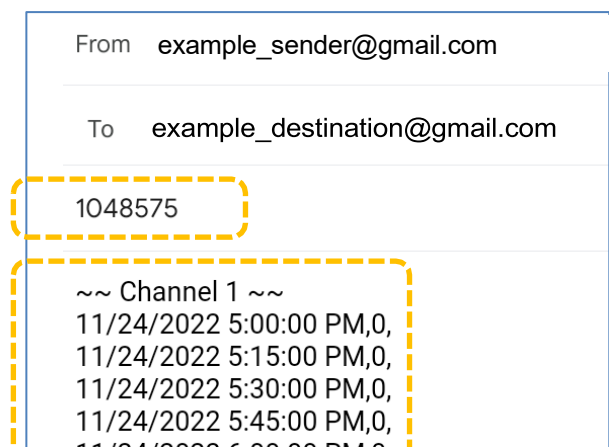 From example_sender@gmail.com
To example_destination@gmail.com
1048575
~~ Channel 1 ~~
11/24/2022 5:00:00 PM,0,
11/24/2022 5:15:00 PM,0,
11/24/2022 5:30:00 PM,0,
11/24/2022 5:45:00 PM,0,